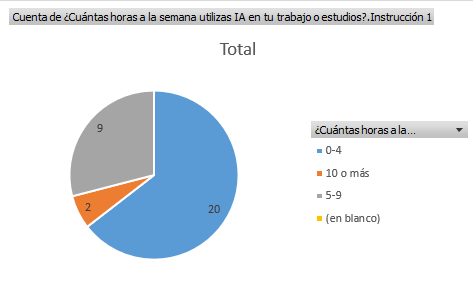 Cuenta de ¿Cuántas horas a la semana utilizas IA en tu trabajo o estudios?.Instrucción 1
Total
9
2
20
¿Cuántas horas a la...
0-4
10 o más
5-9
(en blanco)